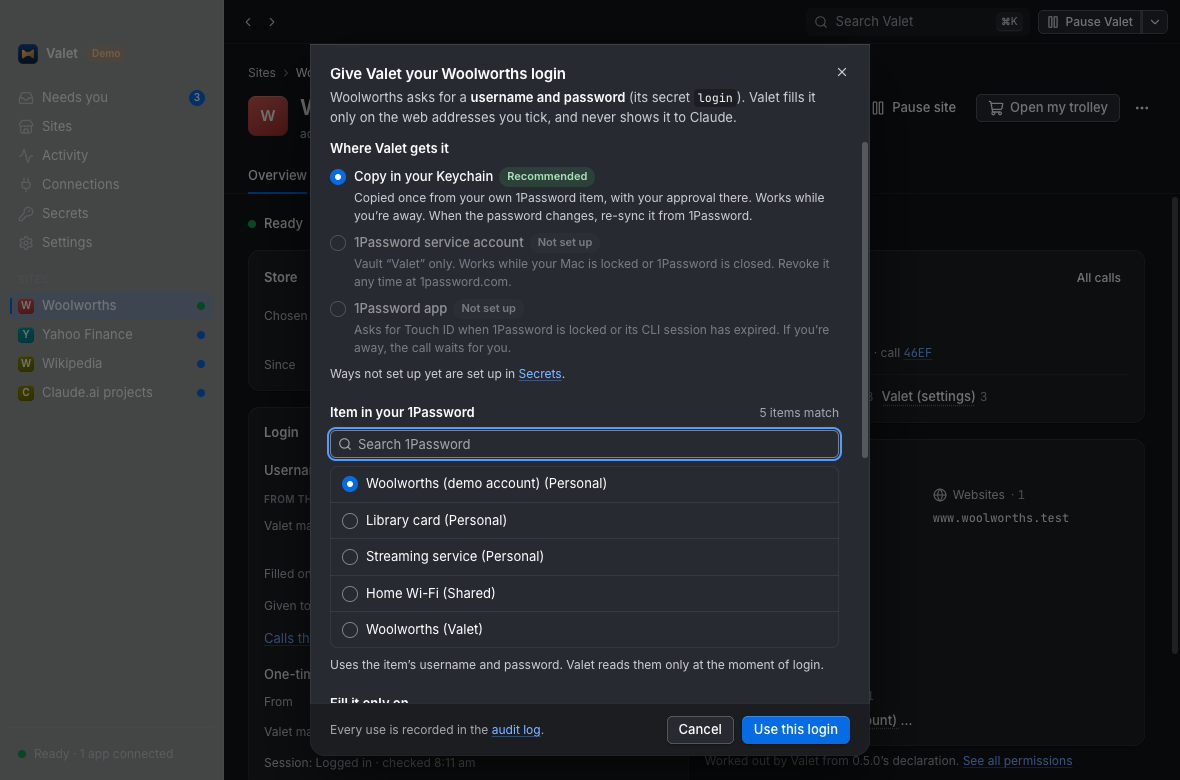 Search Valet
⌘K
Pause Valet
Valet
Demo
Needs you
3
Sites
Activity
Connections
Secrets
Settings
Woolworths
Y
Yahoo Finance
W
Wikipedia
C
Claude.ai projects
Ready · 1 app connected
Sites
W
Pause site
Open my trolley
Overview
Ready
Store
All calls
Chosen
· call 46EF
Since
Valet (settings) 3
Login
Websites · 1
www.woolworths.test
Filled on
Given to
Calls th
From
Session: Logged in · checked 8:11 am
Worked out by Valet from 0.5.0’s declaration. See all permissions
Give Valet your Woolworths login
Woolworths asks for a username and password (its secret login). Valet fills it
only on the web addresses you tick, and never shows it to Claude.
Where Valet gets it
Copy in your Keychain
Recommended
Copied once from your own 1Password item, with your approval there. Works while
you’re away. When the password changes, re-sync it from 1Password.
1Password service account
Not set up
Vault “Valet” only. Works while your Mac is locked or 1Password is closed. Revoke it
any time at 1password.com.
1Password app
Not set up
Asks for Touch ID when 1Password is locked or its CLI session has expired. If you’re
away, the call waits for you.
Ways not set up yet are set up in Secrets.
Item in your 1Password
5 items match
Search 1Password
Woolworths (demo account) (Personal)
Library card (Personal)
Streaming service (Personal)
Home Wi-Fi (Shared)
Woolworths (Valet)
Uses the item’s username and password. Valet reads them only at the moment of login.
Fill it only on
Every use is recorded in the audit log.
Cancel
Use this login